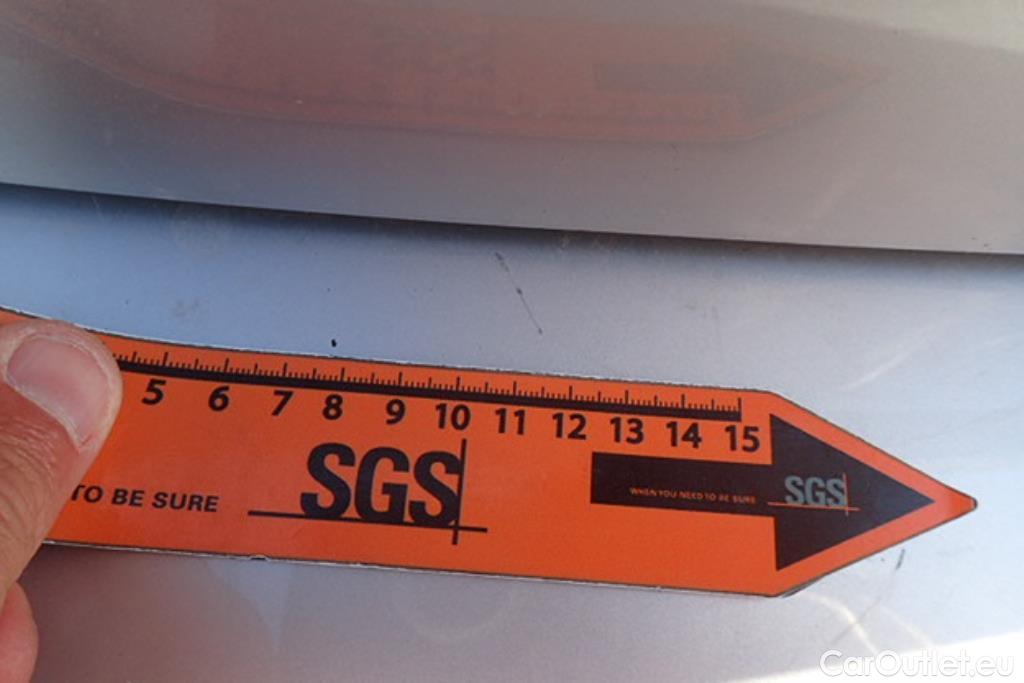 5 6 7 8 9 10 11 12 13 14 15
TO BE SURE
SGS
WHEN YOU NEED TO BE SURE
SGS
CarOutlet.eu